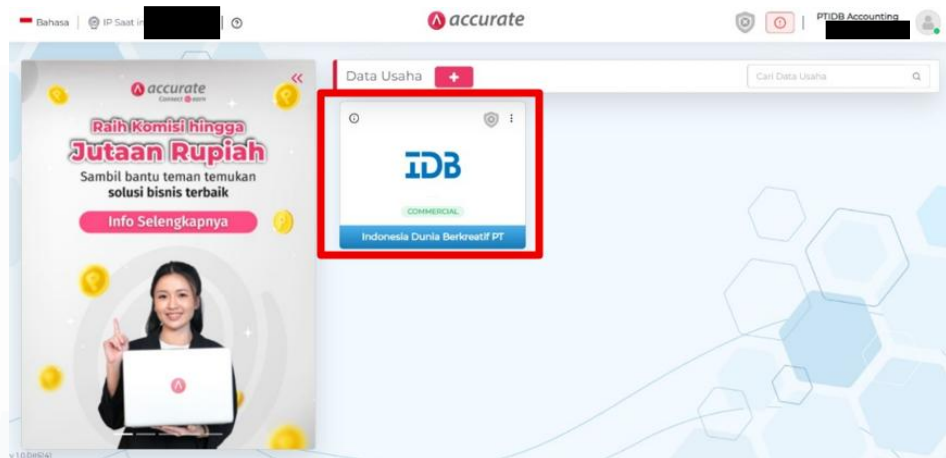 Bahasa
IP Saat in
accurate
PTIDB Accounting
accurate
Raih Komisi hingga
Jutaan Rupiah
Sambil bantu teman temukan
solusi bisnis terbaik
Info Selengkapnya
Data Usaha +
Cari Data Usaha
IDB
COMMERCIAL
Indonesia Dunia Berkreatif PT